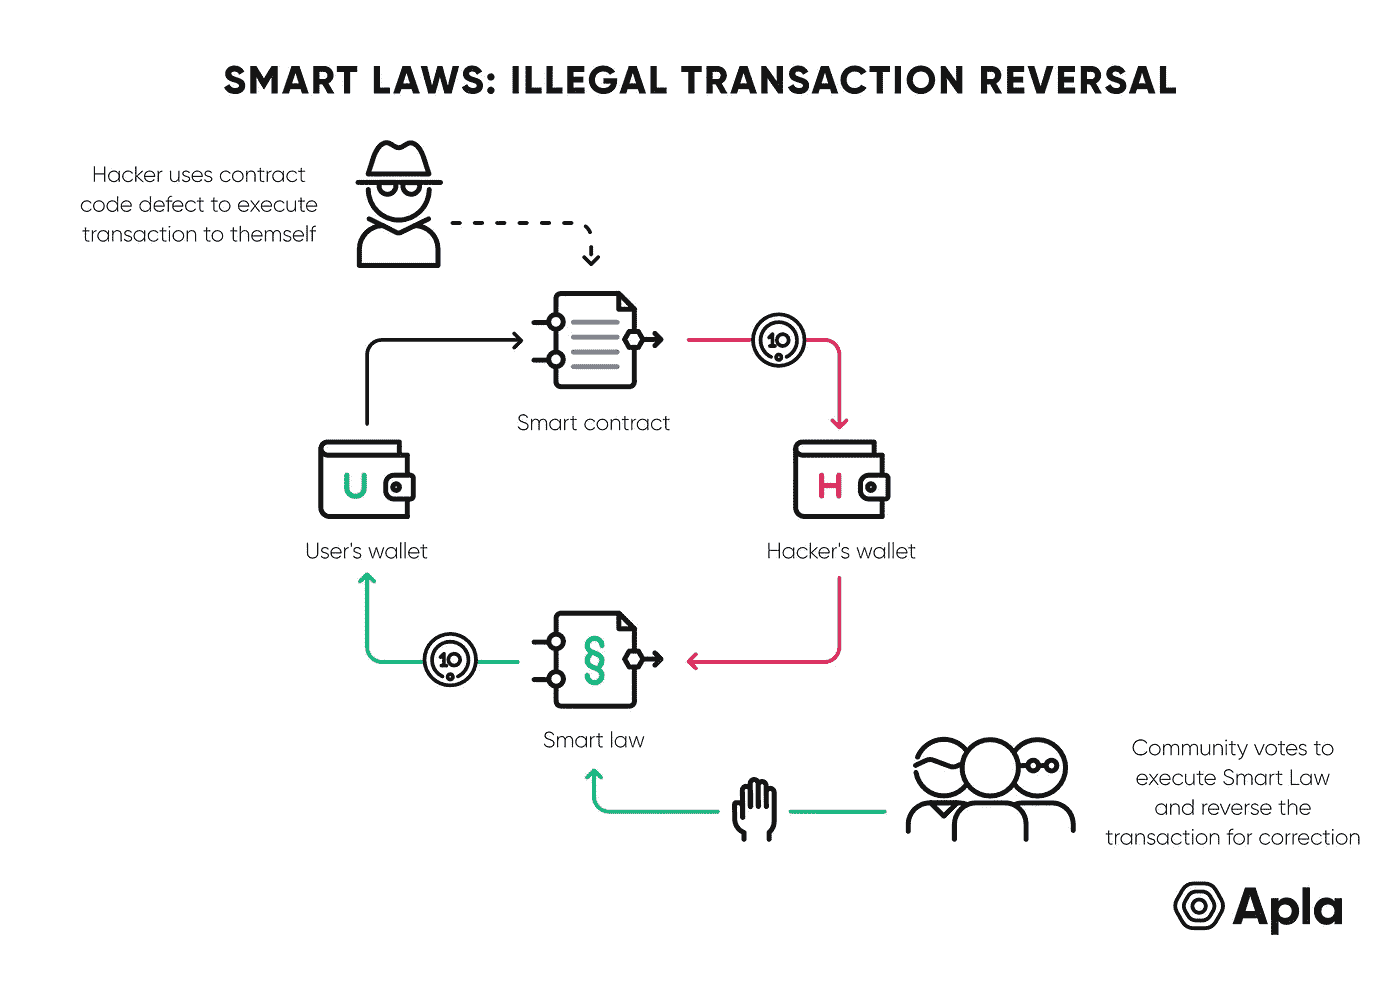 SMART LAWS: ILLEGAL TRANSACTION REVERSAL
Hacker uses contract
code defect to execute
transaction to themself
10
Smart contract
U
H
User's wallet
Hacker's wallet
10
§
Smart law
Community votes to
execute Smart Law
and reverse the
transaction for correction
Apla